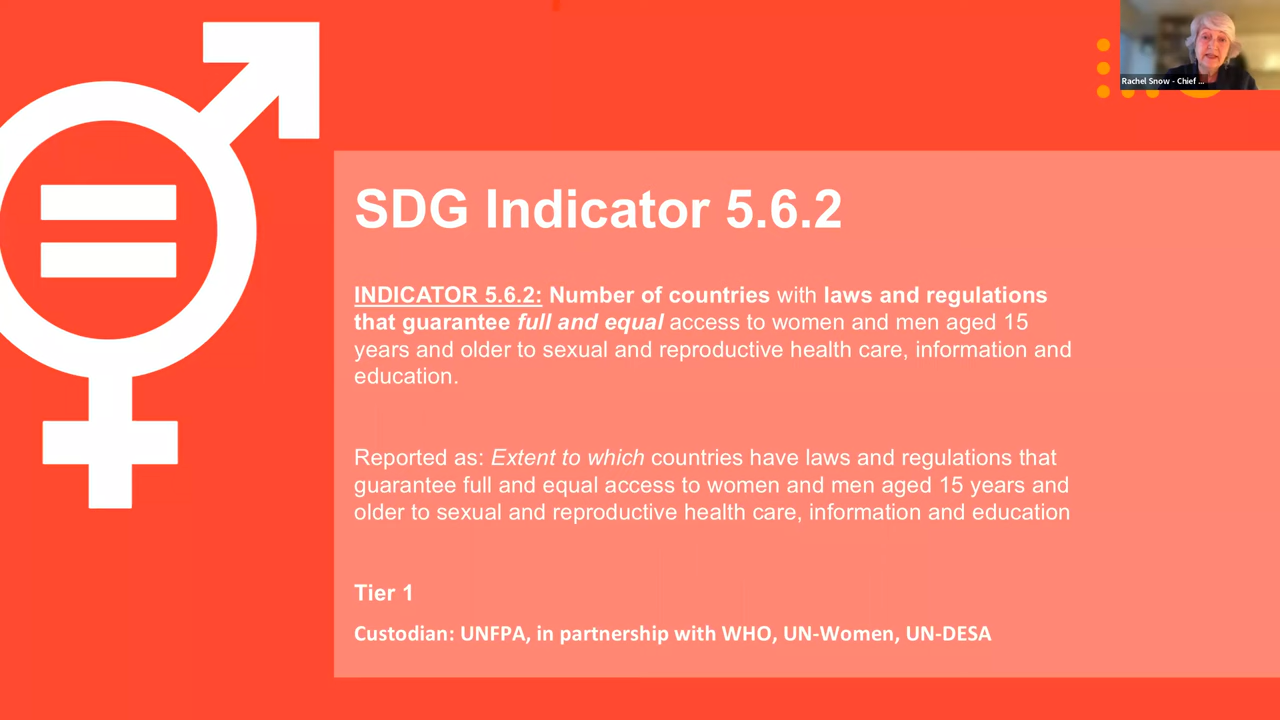 Rachel Snow - Chief ...
SDG Indicator 5.6.2
INDICATOR 5.6.2: Number of countries with laws and regulations
that guarantee full and equal access to women and men aged 15
years and older to sexual and reproductive health care, information and
education.
Reported as: Extent to which countries have laws and regulations that
guarantee full and equal access to women and men aged 15 years and
older to sexual and reproductive health care, information and education
Tier 1
Custodian: UNFPA, in partnership with WHO, UN-Women, UN-DESA